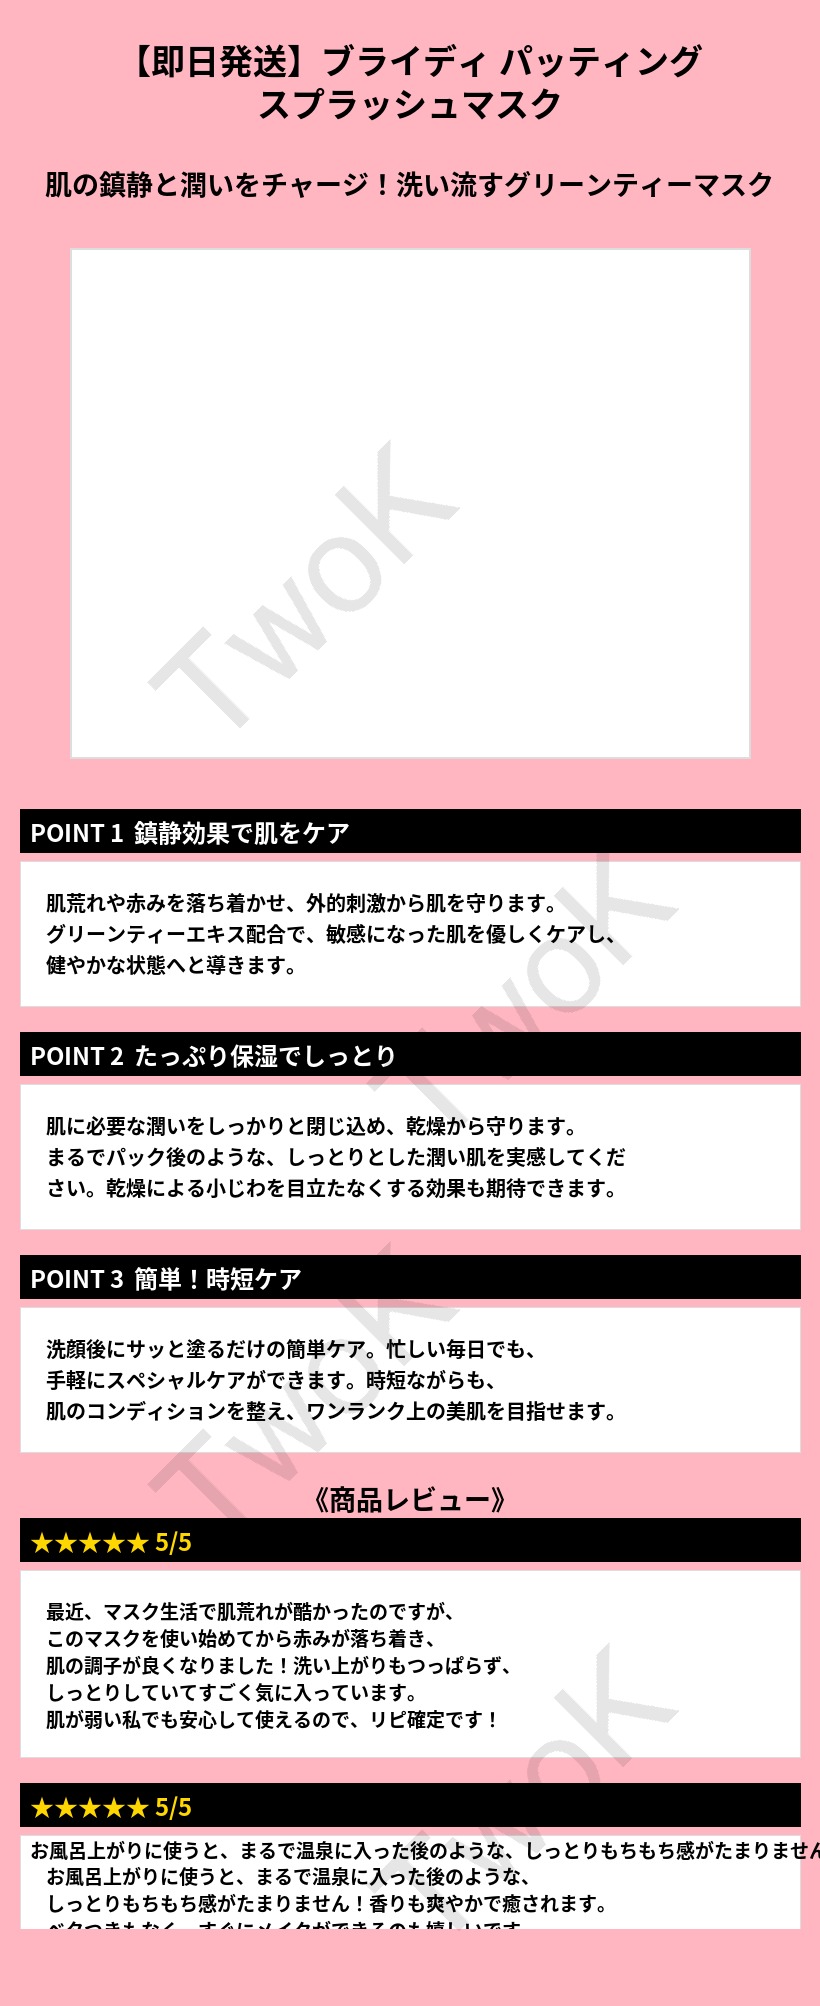 【即日発送】ブライディ パッティング
スプラッシュマスク
肌の鎮静と潤いをチャージ！洗い流すグリーンティーマスク
TwoK
POINT 1 鎮静効果で肌をケア
肌荒れや赤みを落ち着かせ、外的刺激から肌を守ります。
グリーンティーエキス配合で、敏感になった肌を優しくケアし、
健やかな状態へと導きます。
TwoK
POINT 2 たっぷり保湿でしっとり
肌に必要な潤いをしっかりと閉じ込め、乾燥から守ります。
まるでパック後のような、しっとりとした潤い肌を実感してくだ
さい。乾燥による小じわを目立たなくする効果も期待できます。
POINT 3 簡単！時短ケア
洗顔後にサッと塗るだけの簡単ケア。忙しい毎日でも、
手軽にスペシャルケアができます。時短ながらも、
肌のコンディションを整え、ワンランク上の美肌を目指せます。
TwoK
《商品レビュー》
★★★★★ 5/5
最近、マスク生活で肌荒れが酷かったのですが、
このマスクを使い始めてから赤みが落ち着き、
肌の調子が良くなりました！洗い上がりもつっぱらず、
しっとりしていてすごく気に入っています。
肌が弱い私でも安心して使えるので、リピ確定です！
TwoK
★★★★★ 5/5
お風呂上がりに使うと、まるで温泉に入った後のような、しっとりもちもち感がたまりません
お風呂上がりに使うと、まるで温泉に入った後のような、
しっとりもちもち感がたまりません！香りも爽やかで癒されます。
ベタつきもなく、すぐにメイクができるのも嬉しいです。